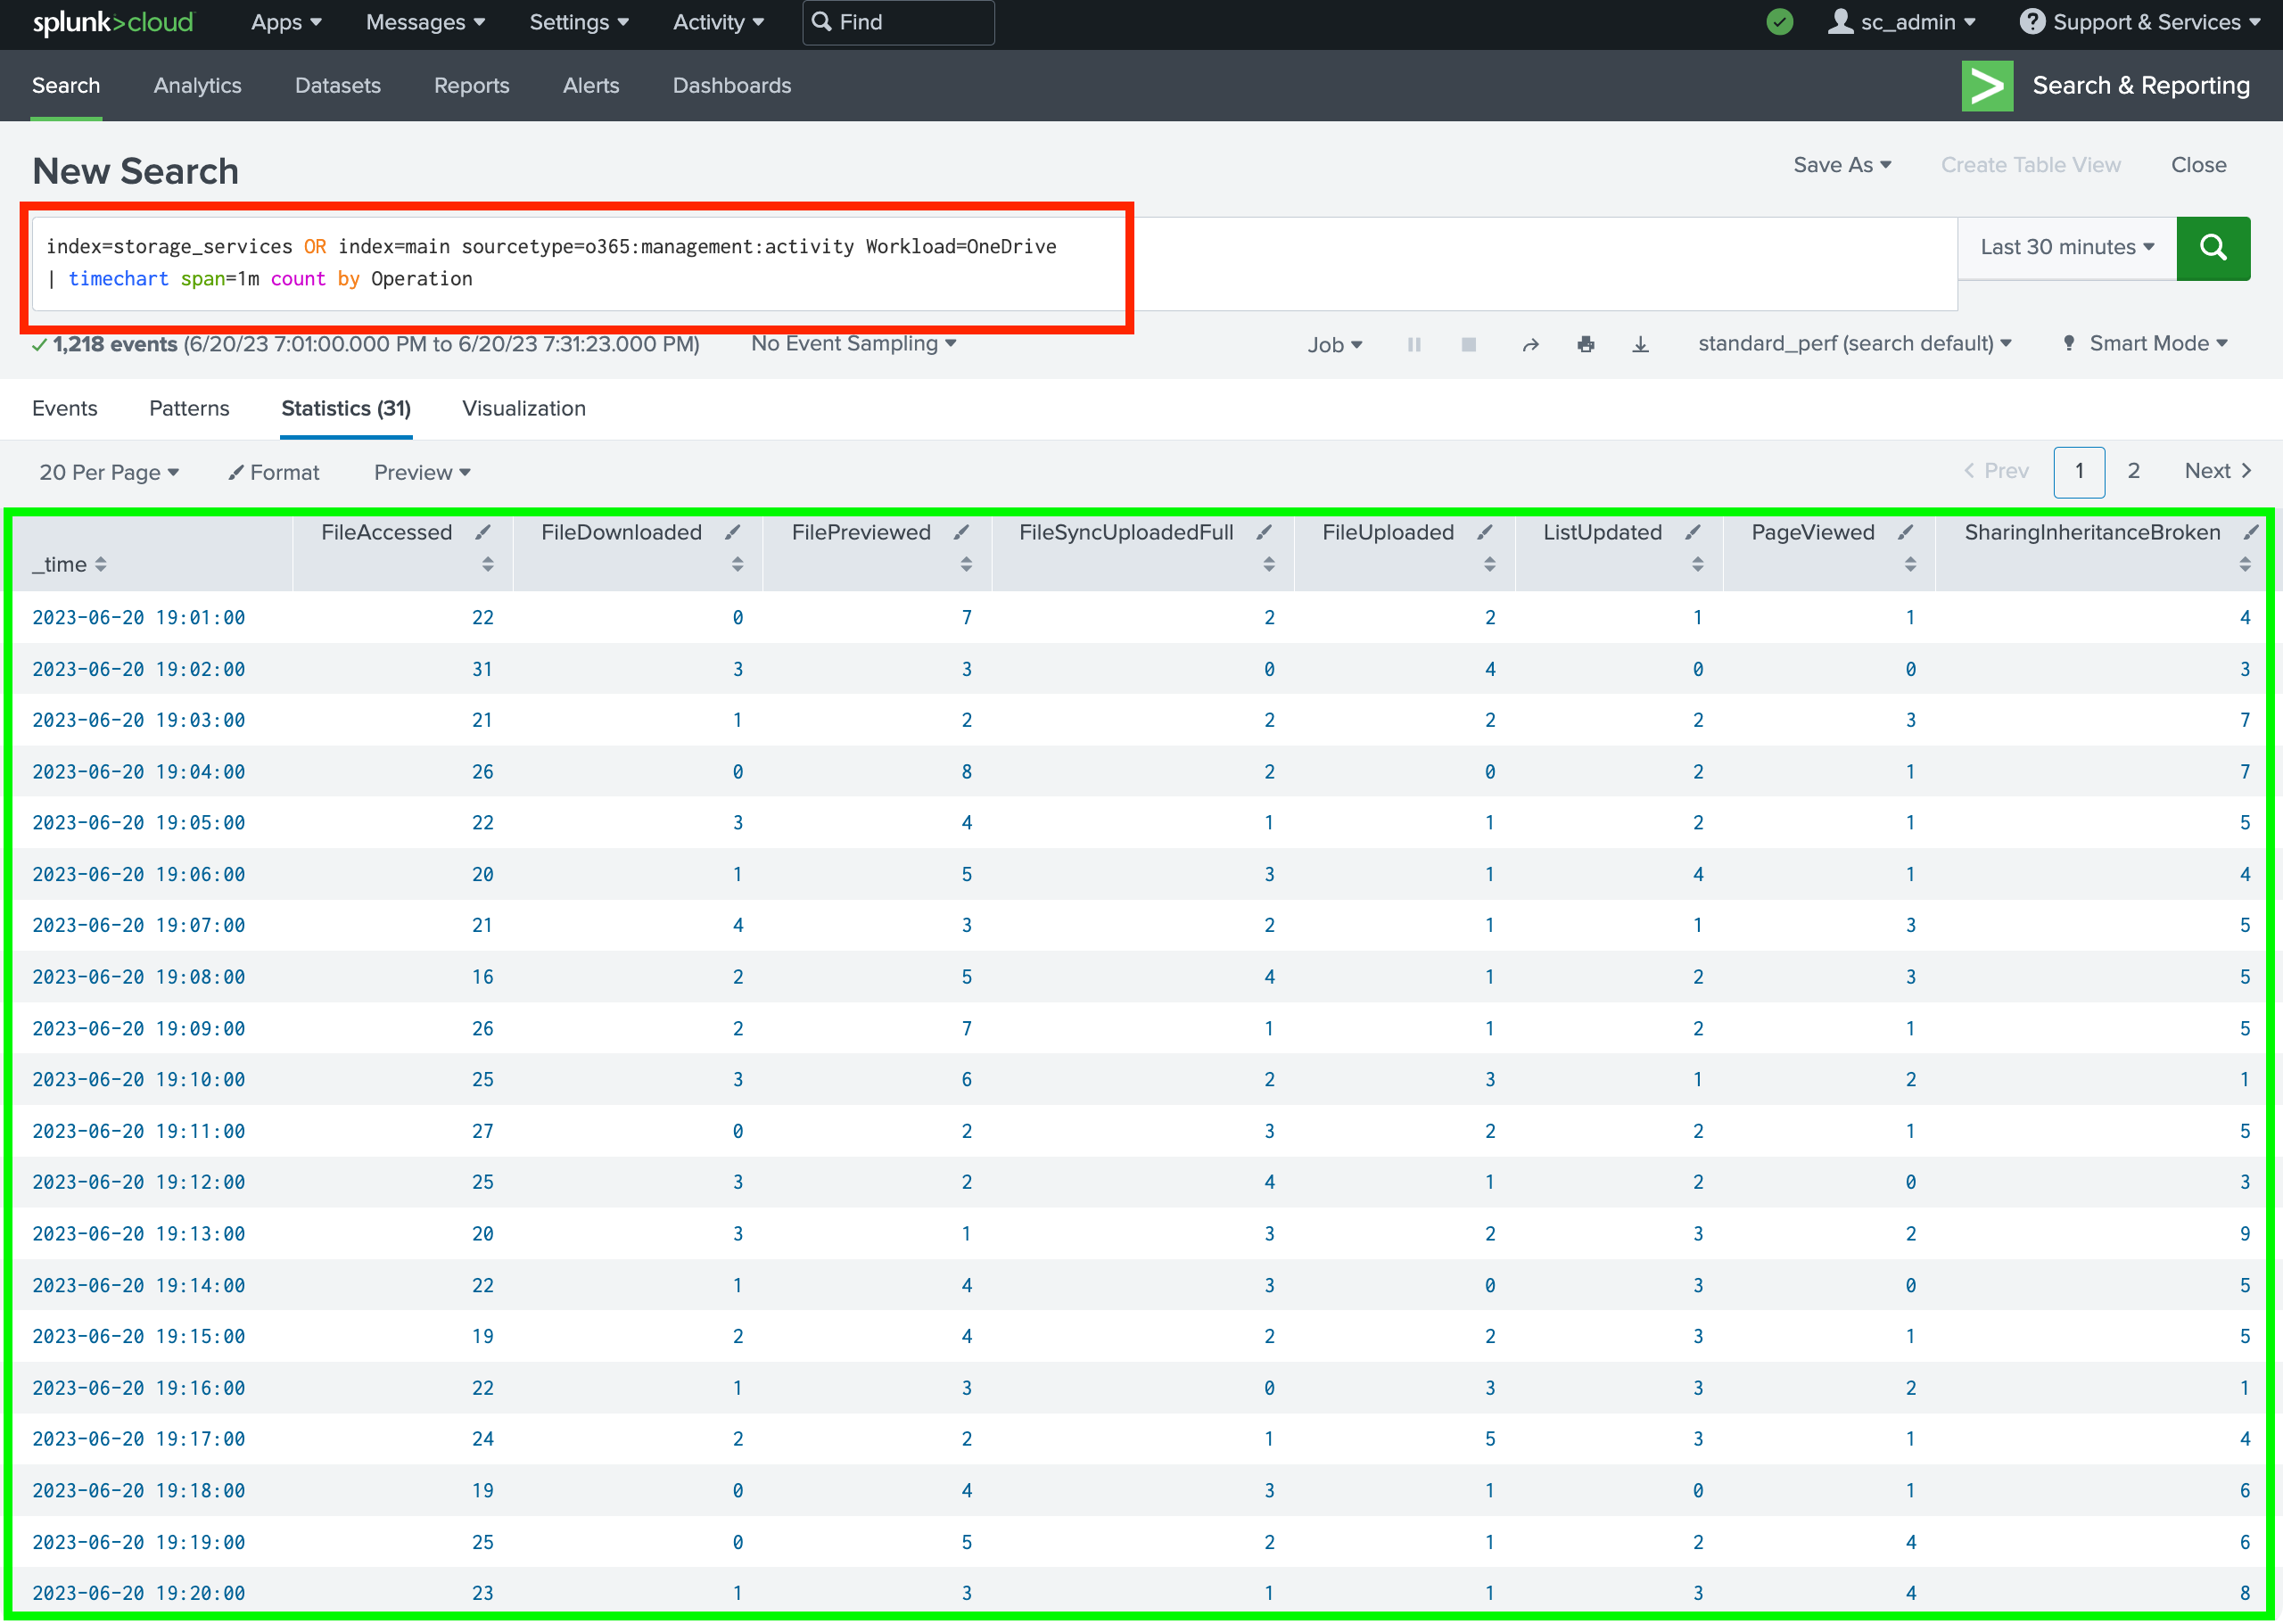 splunk>cloud Apps Messages Settings Activity Find sc_admin Support & Services
Search Analytics Datasets Reports Alerts Dashboards Search & Reporting
New Search Save As Create Table View Close
index=storage_services OR index=main sourcetype=o365:management:activity Workload=OneDrive Last 30 minutes
| timechart span=1m count by Operation
1,218 events (6/20/23 7:01:00.000 PM to 6/20/23 7:31:23.000 PM) No Event Sampling Job standard_perf (search default) Smart Mode
Events Patterns Statistics (31) Visualization
20 Per Page Format Preview < Prev 1 2 Next >
_time FileAccessed FileDownloaded FilePreviewed FileSyncUploadedFull FileUploaded ListUpdated PageViewed SharingInheritanceBroken
2023-06-20 19:01:00 22 0 7 2 2 1 1 4
2023-06-20 19:02:00 31 3 3 0 4 0 0 3
2023-06-20 19:03:00 21 1 2 2 2 2 3 7
2023-06-20 19:04:00 26 0 8 2 0 2 1 7
2023-06-20 19:05:00 22 3 4 1 1 2 1 5
2023-06-20 19:06:00 20 1 5 3 1 4 1 4
2023-06-20 19:07:00 21 4 3 2 1 1 3 5
2023-06-20 19:08:00 16 2 5 4 1 2 3 5
2023-06-20 19:09:00 26 2 7 1 1 2 1 5
2023-06-20 19:10:00 25 3 6 2 3 1 2 1
2023-06-20 19:11:00 27 0 2 3 2 2 1 5
2023-06-20 19:12:00 25 3 2 4 1 2 0 3
2023-06-20 19:13:00 20 3 1 3 2 3 2 9
2023-06-20 19:14:00 22 1 4 3 0 3 0 5
2023-06-20 19:15:00 19 2 4 2 2 3 1 5
2023-06-20 19:16:00 22 1 3 0 3 3 2 1
2023-06-20 19:17:00 24 2 2 1 5 3 1 4
2023-06-20 19:18:00 19 0 4 3 1 0 1 6
2023-06-20 19:19:00 25 0 5 2 1 2 4 6
2023-06-20 19:20:00 23 1 3 1 1 3 4 8